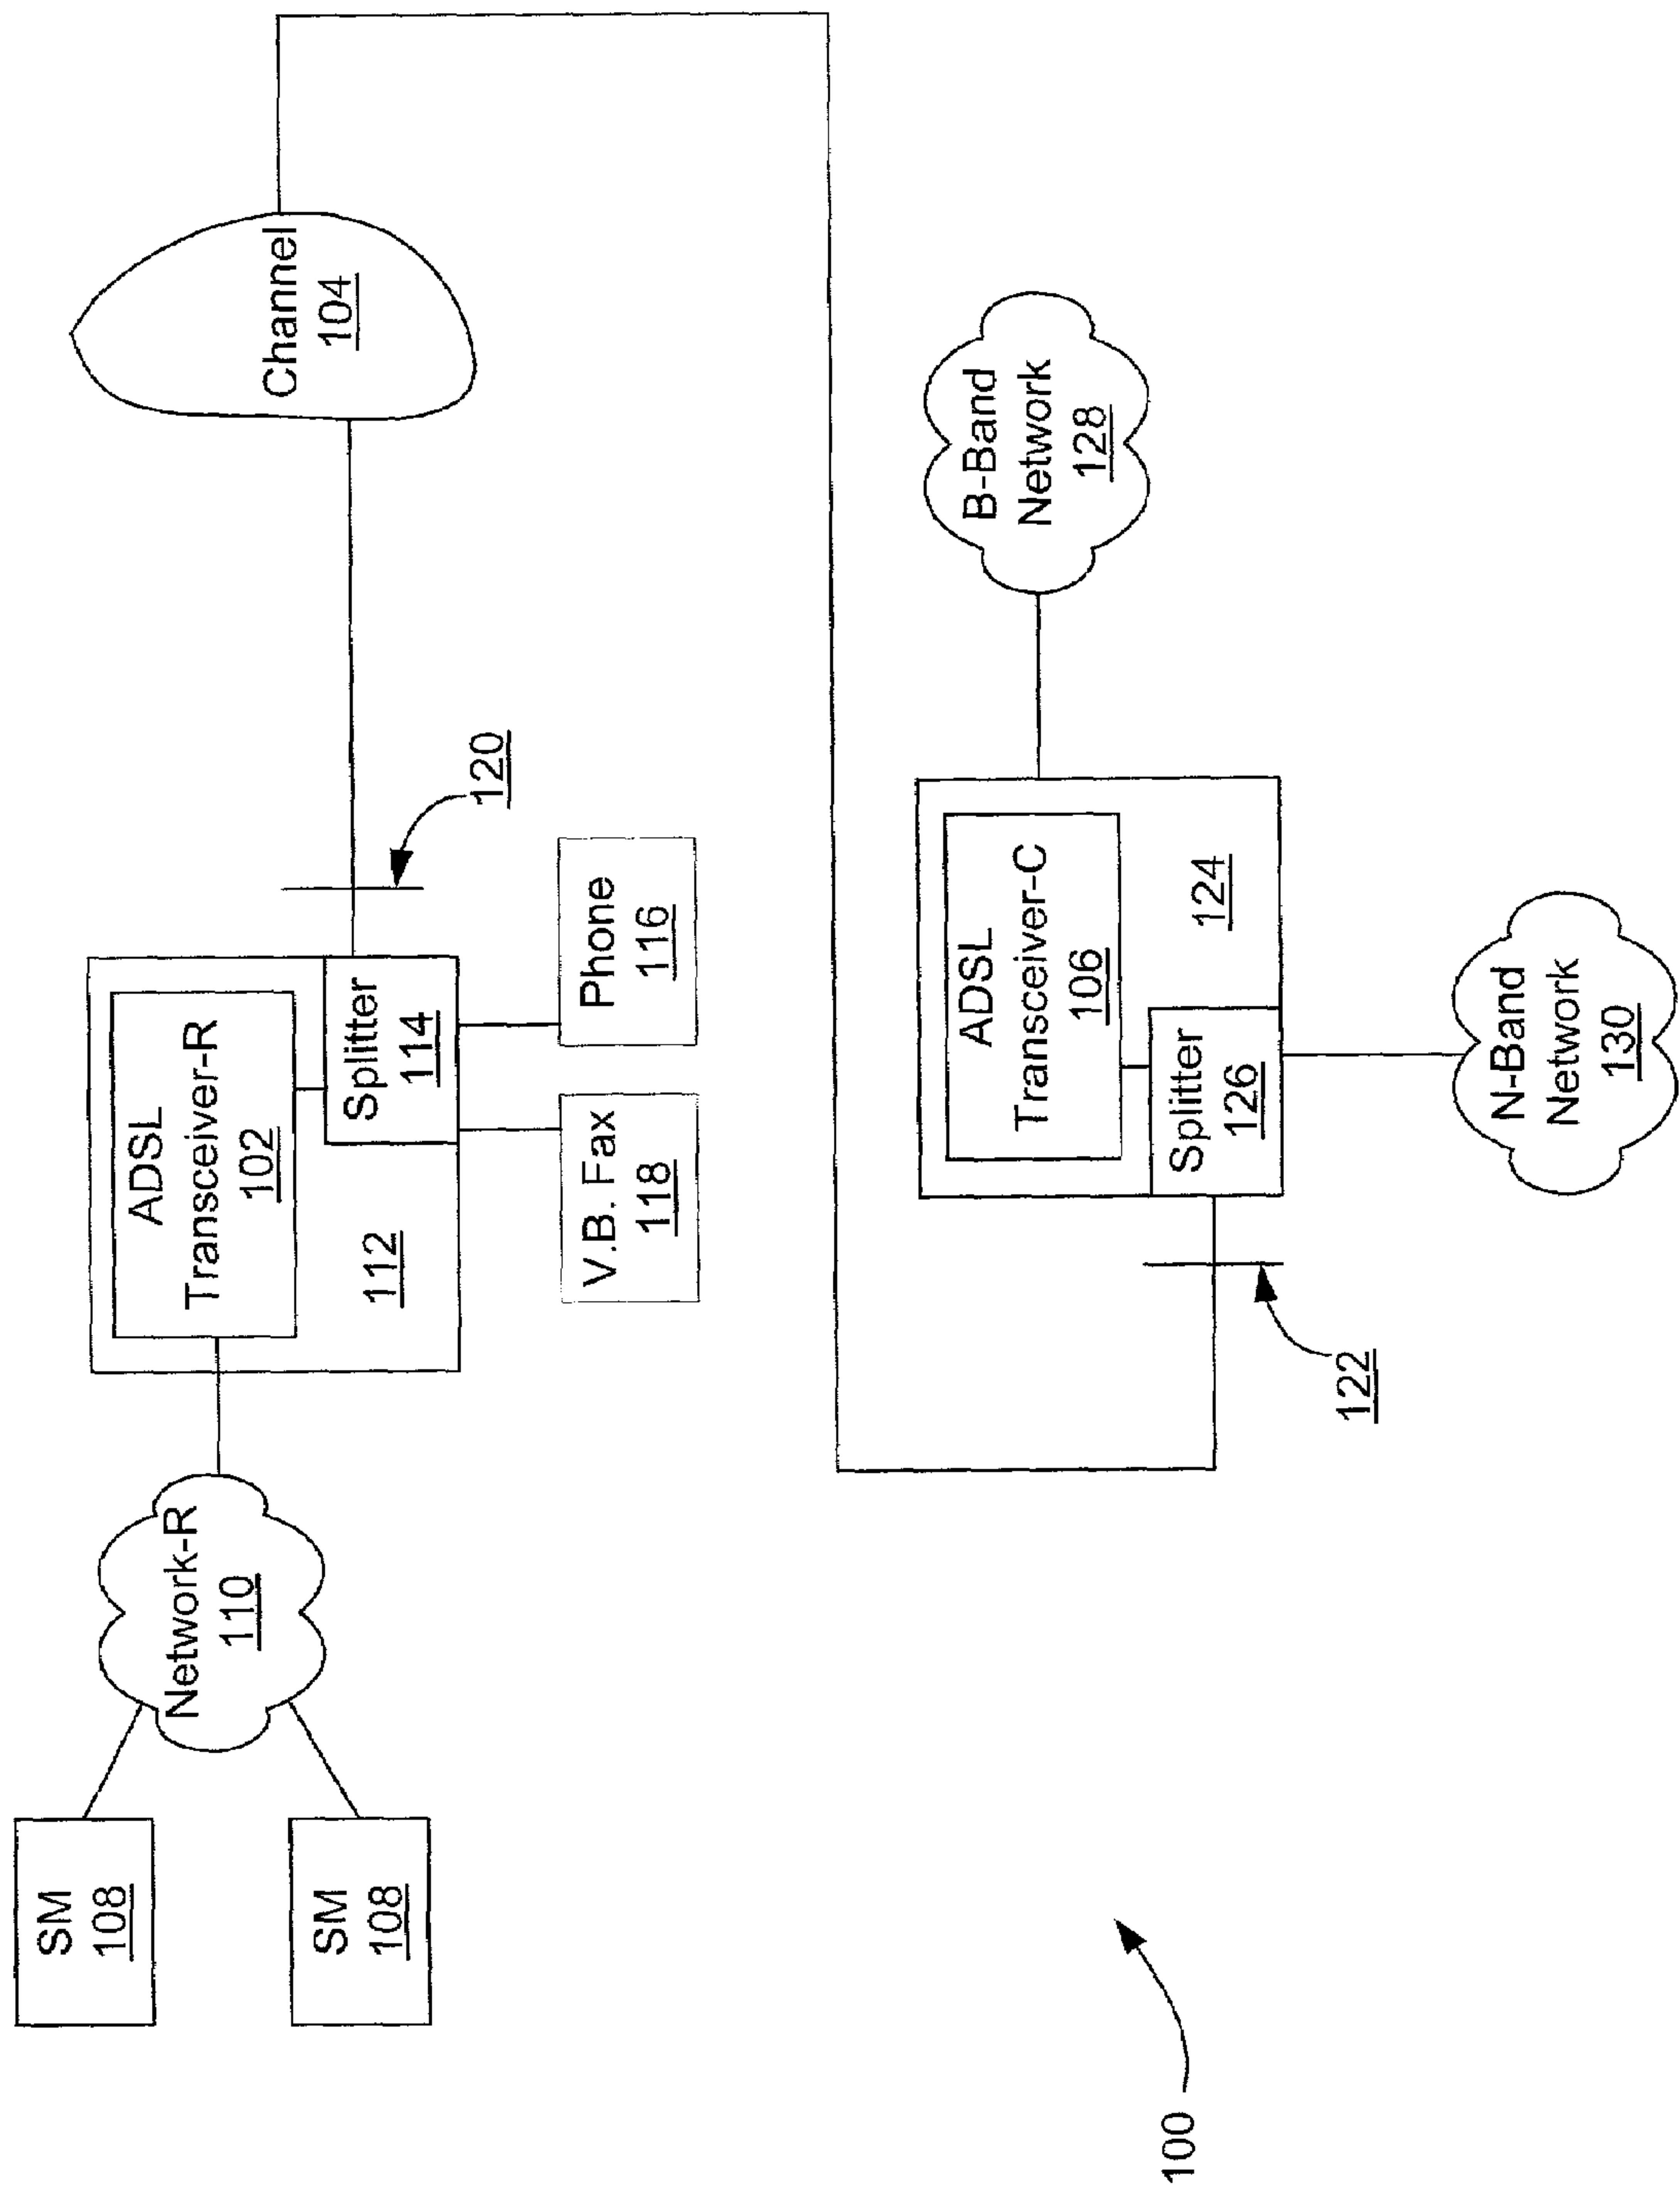 SM
108
SM
108
Network-R
110
ADSL
Transceiver-R
102
112
Splitter
114
V.B. Fax
118
Phone
116
120
Channel
104
122
ADSL
Transceiver-C
106
Splitter
126
124
B-Band
Network
128
N-Band
Network
130
100